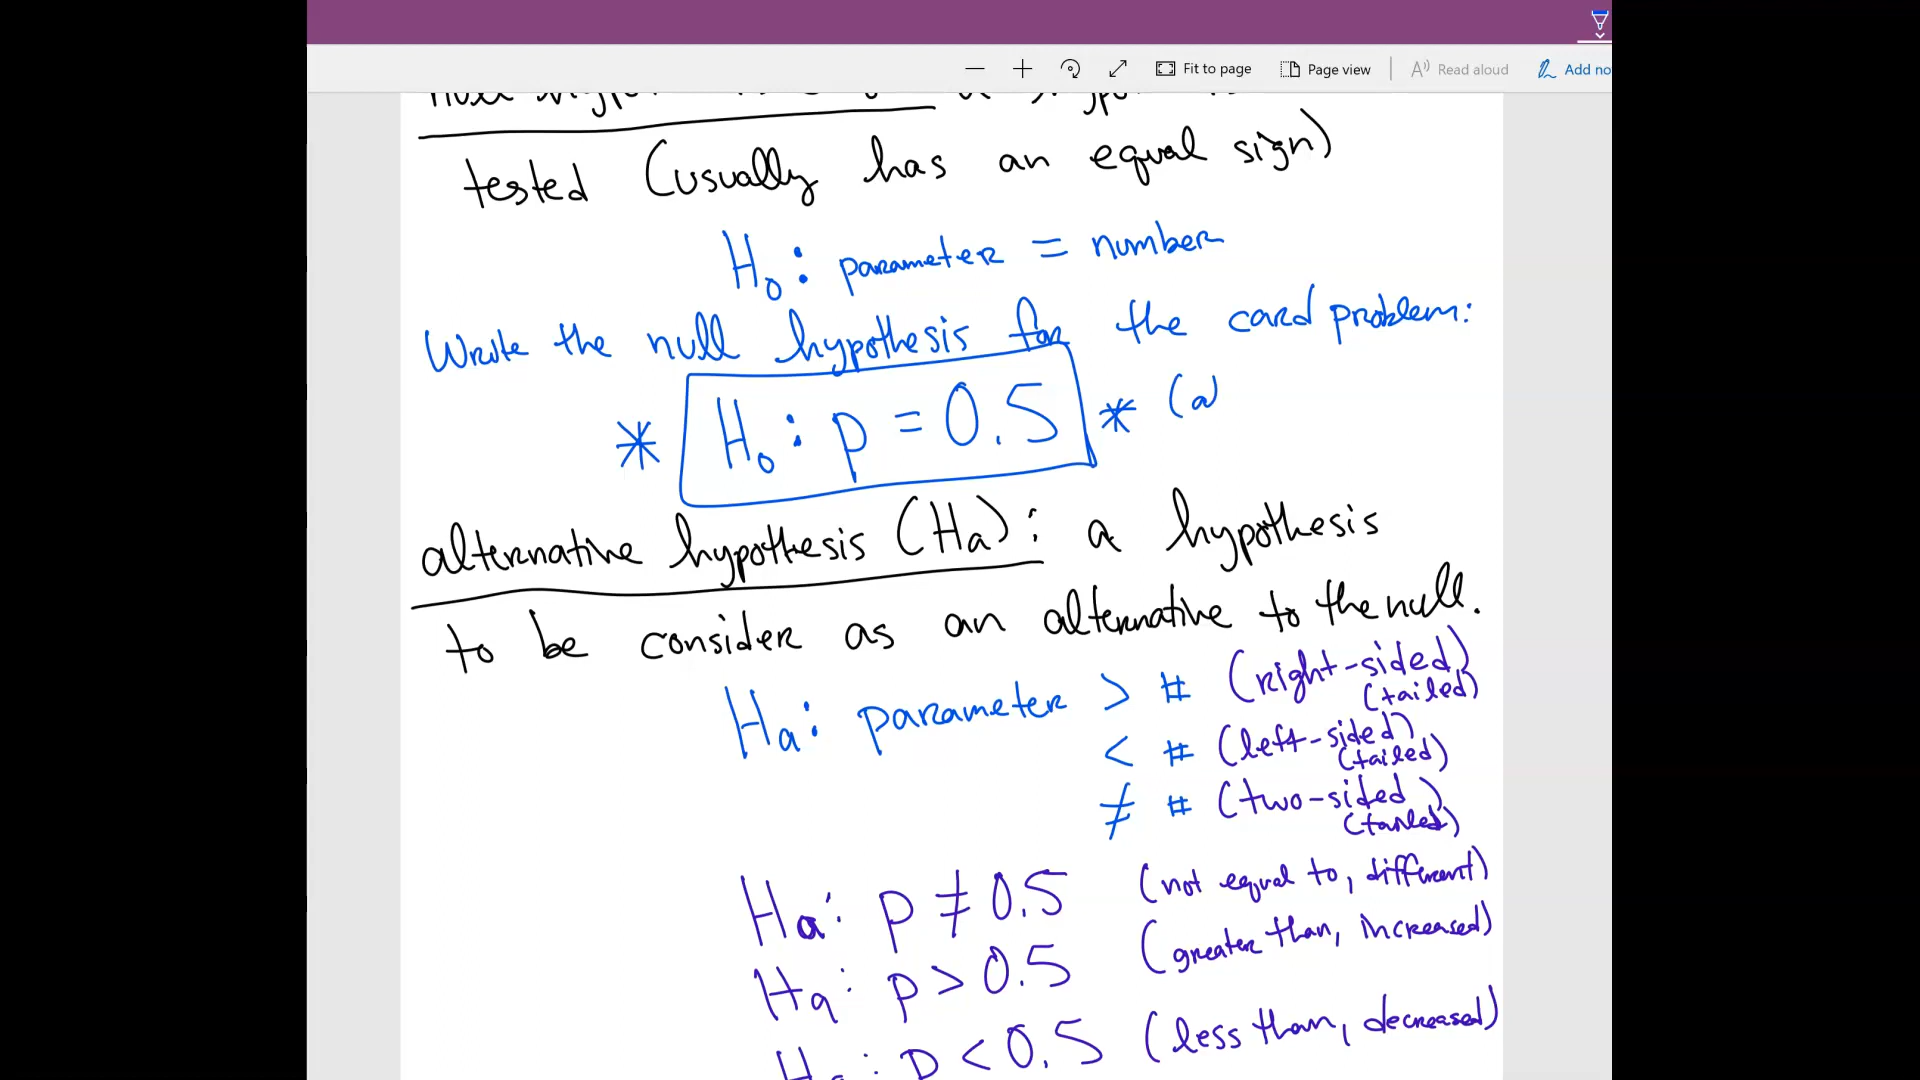 Fit to page Page view Read aloud Add no
tested (usually has an equal sign)
H₀: parameter = number
Write the null hypothesis for the card problem:
* H₀: p = 0.5 * (a
alternative hypothesis (Ha): a hypothesis
to be consider as an alternative to the null.
Ha: parameter > # (right-sided)
(tailed)
< # (left-sided)
(tailed)
≠ # (two-sided)
(tailed)
Ha: p ≠ 0.5 (not equal to, different)
Ha: p > 0.5 (greater than, increased)
Ha: p < 0.5 (less than, decreased)